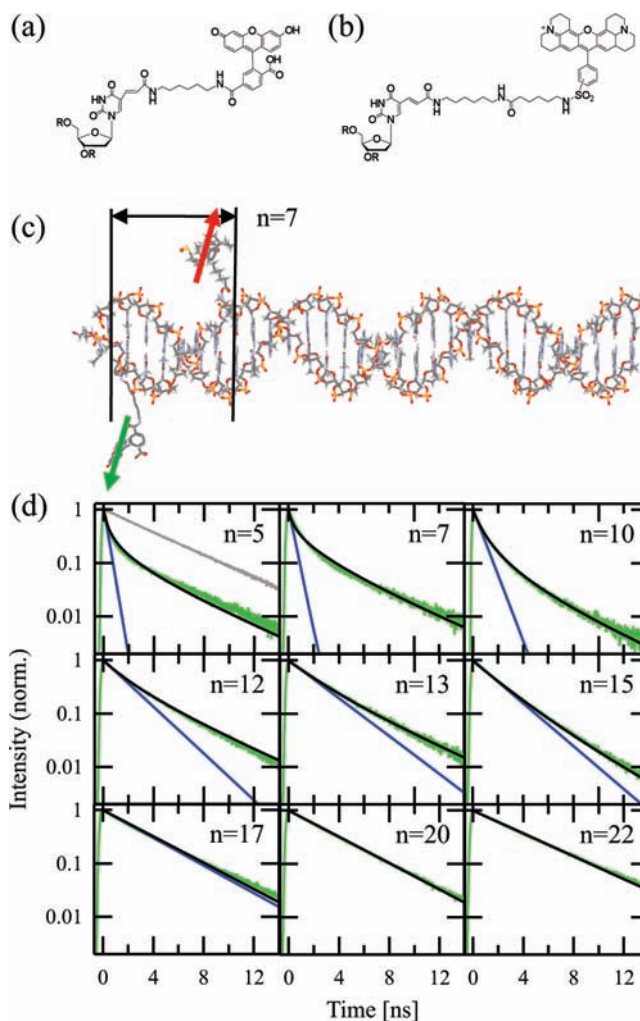 (a)
(b)
O
O
OH
OH
O
O
O
N
H
H
N
O
HN
O
N
RO
O
OR
+N
O
N
SO2
O
O
N
H
H
N
O
NH
HN
O
N
RO
O
OR
(c)
n=7
(d)
1
0.1
0.01
n=5
n=7
n=10
1
0.1
0.01
n=12
n=13
n=15
1
0.1
0.01
n=17
n=20
n=22
0 4 8 12
0 4 8 12
0 4 8 12
Intensity (norm.)
Time [ns]